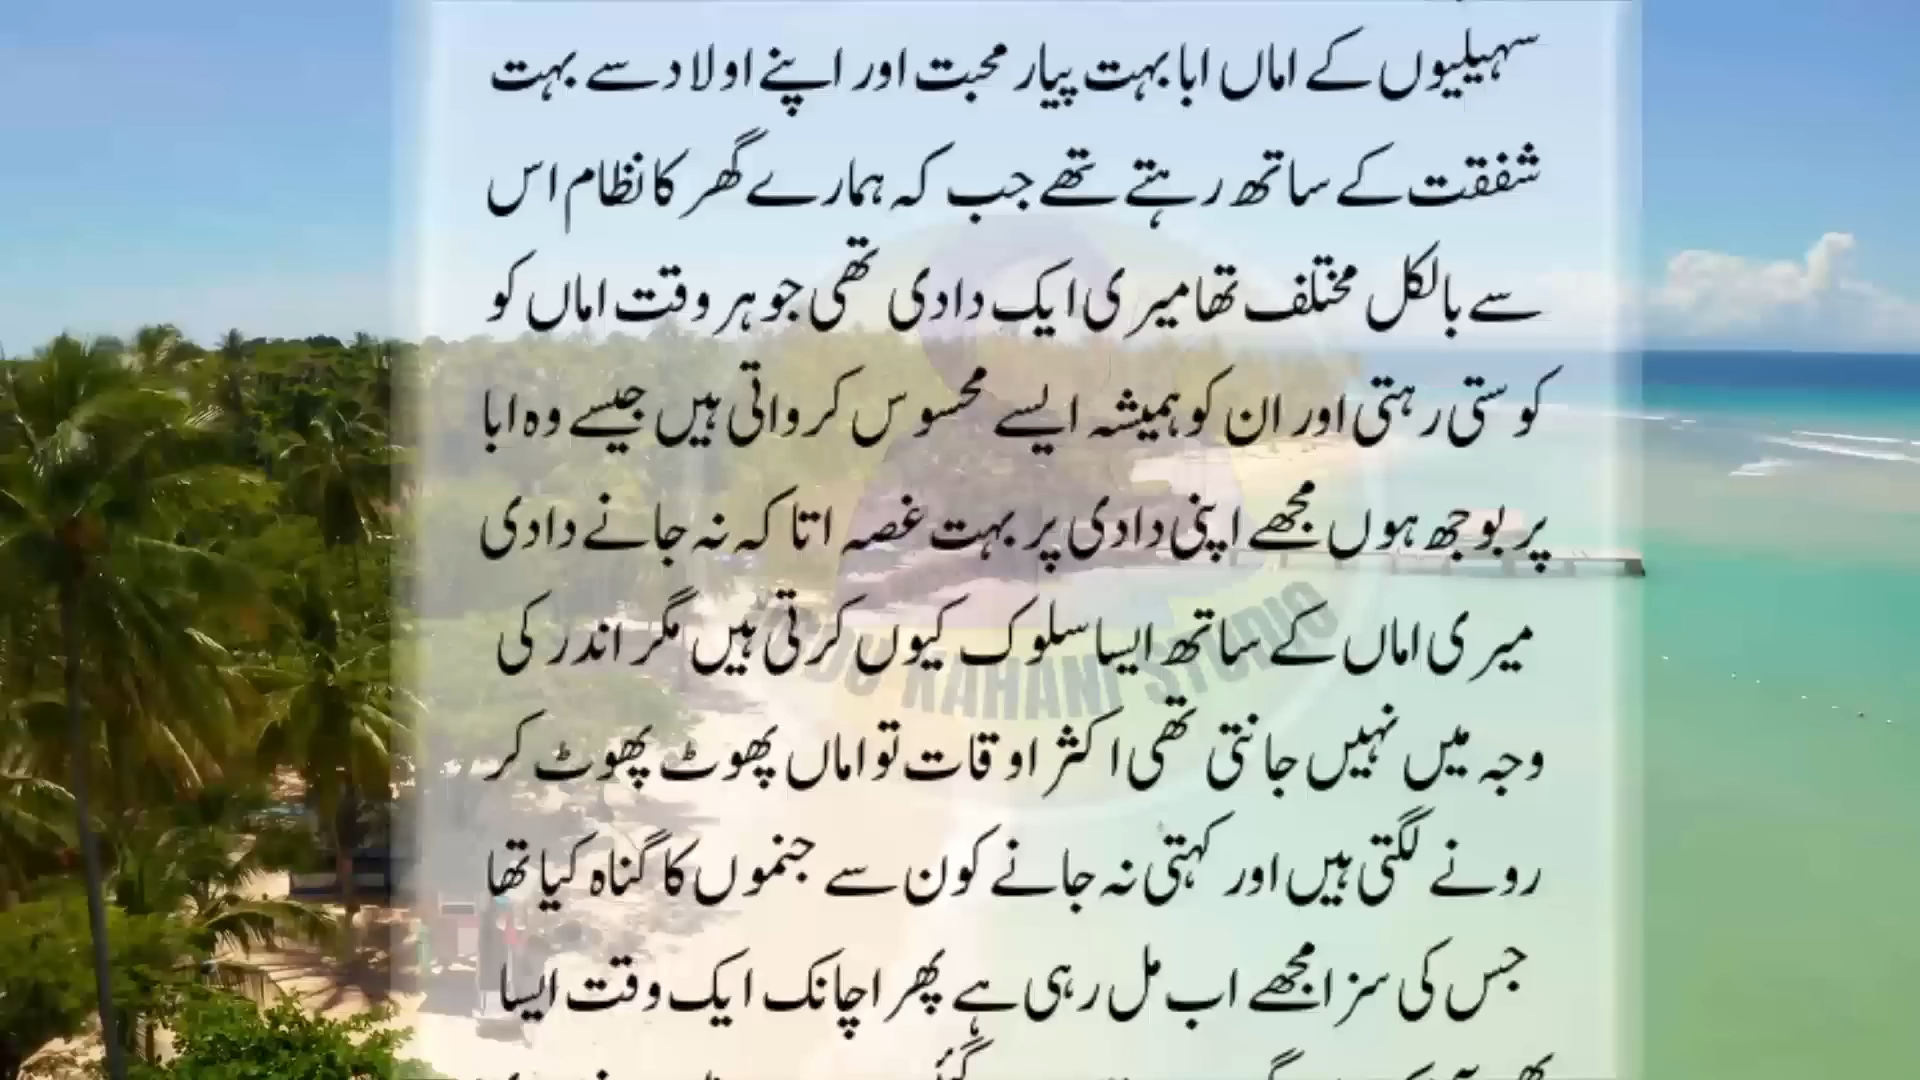 سہیلیوں کے اماں ابا بہت پیار محبت اور اپنے اولاد سے بہت
شفقت کے ساتھ رہتے تھے جب کہ ہمارے گھر کا نظام اس
سے بالکل مختلف تھا میری ایک دادی تھی جو ہر وقت اماں کو
کوستی رہتی اور ان کو ہمیشہ ایسے محسوس کرواتی ہیں جیسے وہ ابا
پر بوجھ ہوں مجھے اپنی دادی پر بہت غصہ اتا کہ نہ جانے دادی
میری اماں کے ساتھ ایسا سلوک کیوں کرتی ہیں مگر اندر کی
وجہ میں نہیں جانتی تھی اکثر اوقات تو اماں پھوٹ پھوٹ کر
رونے لگتی ہیں اور کہتی نہ جانے کون سے جنموں کا گناہ کیا تھا
جس کی سزا مجھے اب مل رہی ہے پھر اچانک ایک وقت ایسا
KAHANI STUDIO